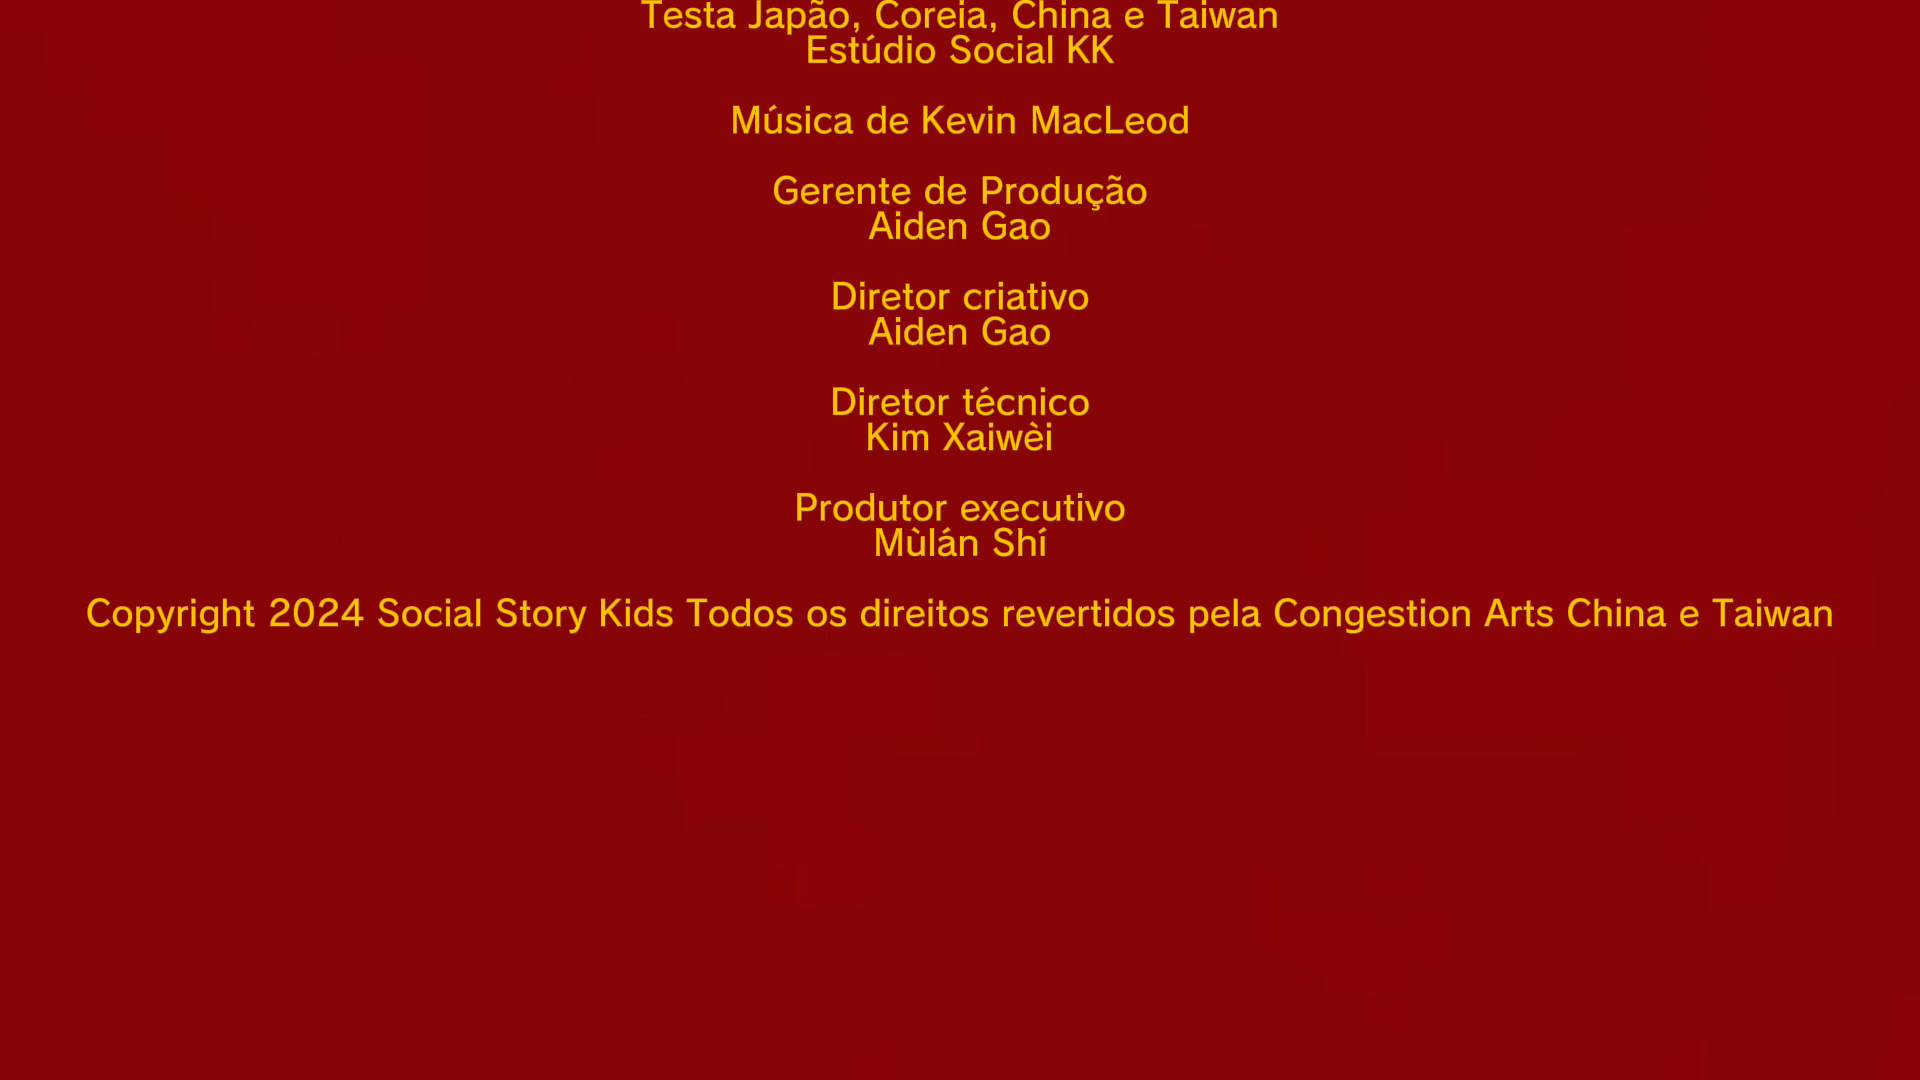 Testa Japão, Coreia, China e Taiwan
Estúdio Social KK
Música de Kevin MacLeod
Gerente de Produção
Aiden Gao
Diretor criativo
Aiden Gao
Diretor técnico
Kim Xaiwèi
Produtor executivo
Mùlán Shí
Copyright 2024 Social Story Kids Todos os direitos revertidos pela Congestion Arts China e Taiwan